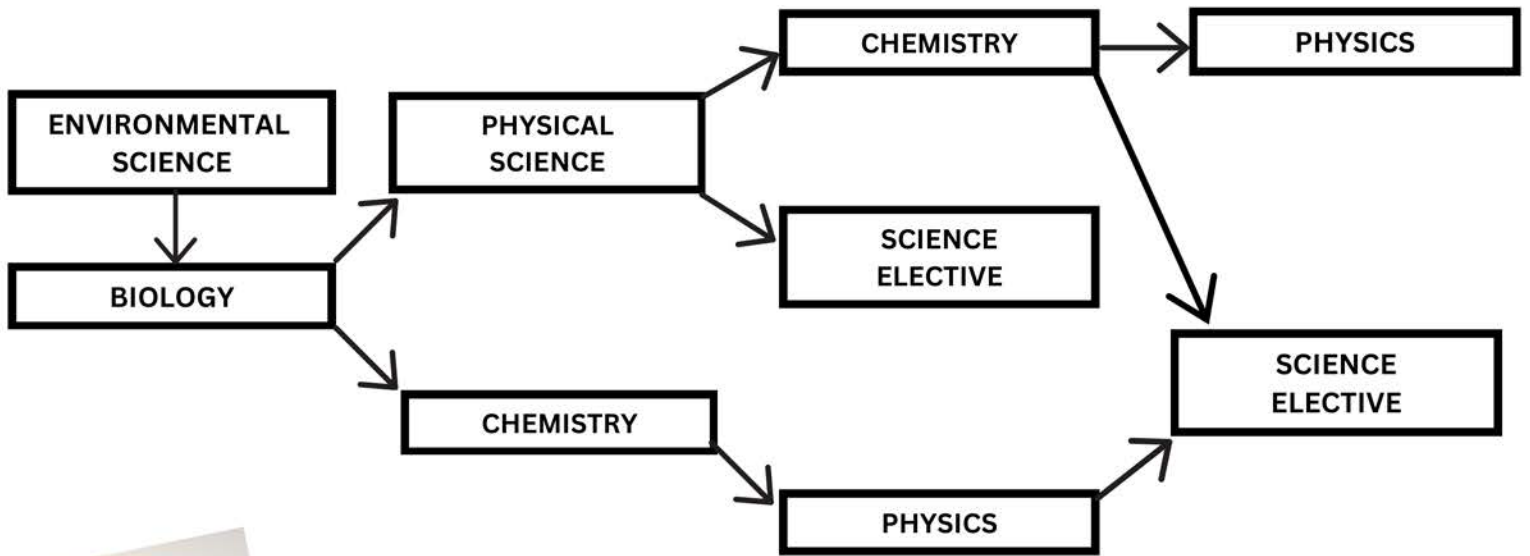 ENVIRONMENTAL
SCIENCE
BIOLOGY
PHYSICAL
SCIENCE
CHEMISTRY
CHEMISTRY
SCIENCE
ELECTIVE
PHYSICS
PHYSICS
SCIENCE
ELECTIVE